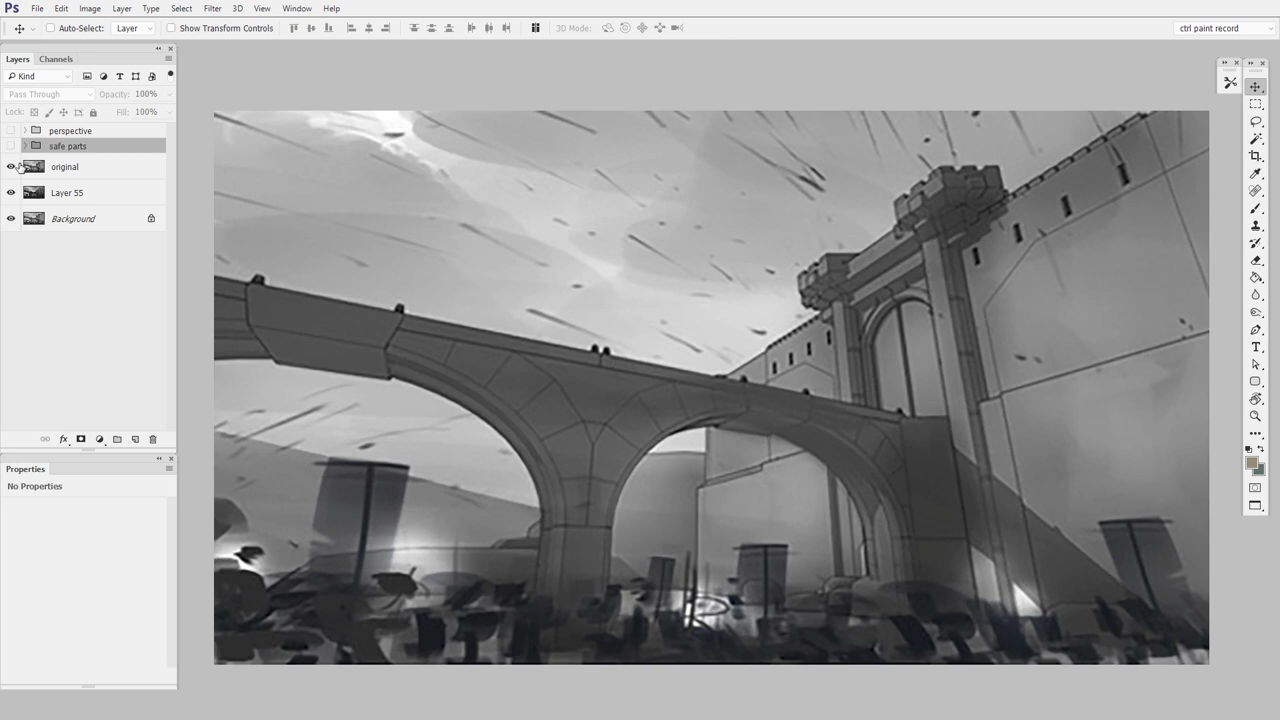 Ps File Edit Image Layer Type Select Filter 3D View Window Help
Auto-Select: Layer Show Transform Controls 3D Mode: ctrl paint record
Layers Channels
Kind
Pass Through Opacity: 100%
Lock: Fill: 100%
perspective
safe parts
original
Layer 55
Background
fx
Properties
No Properties
T